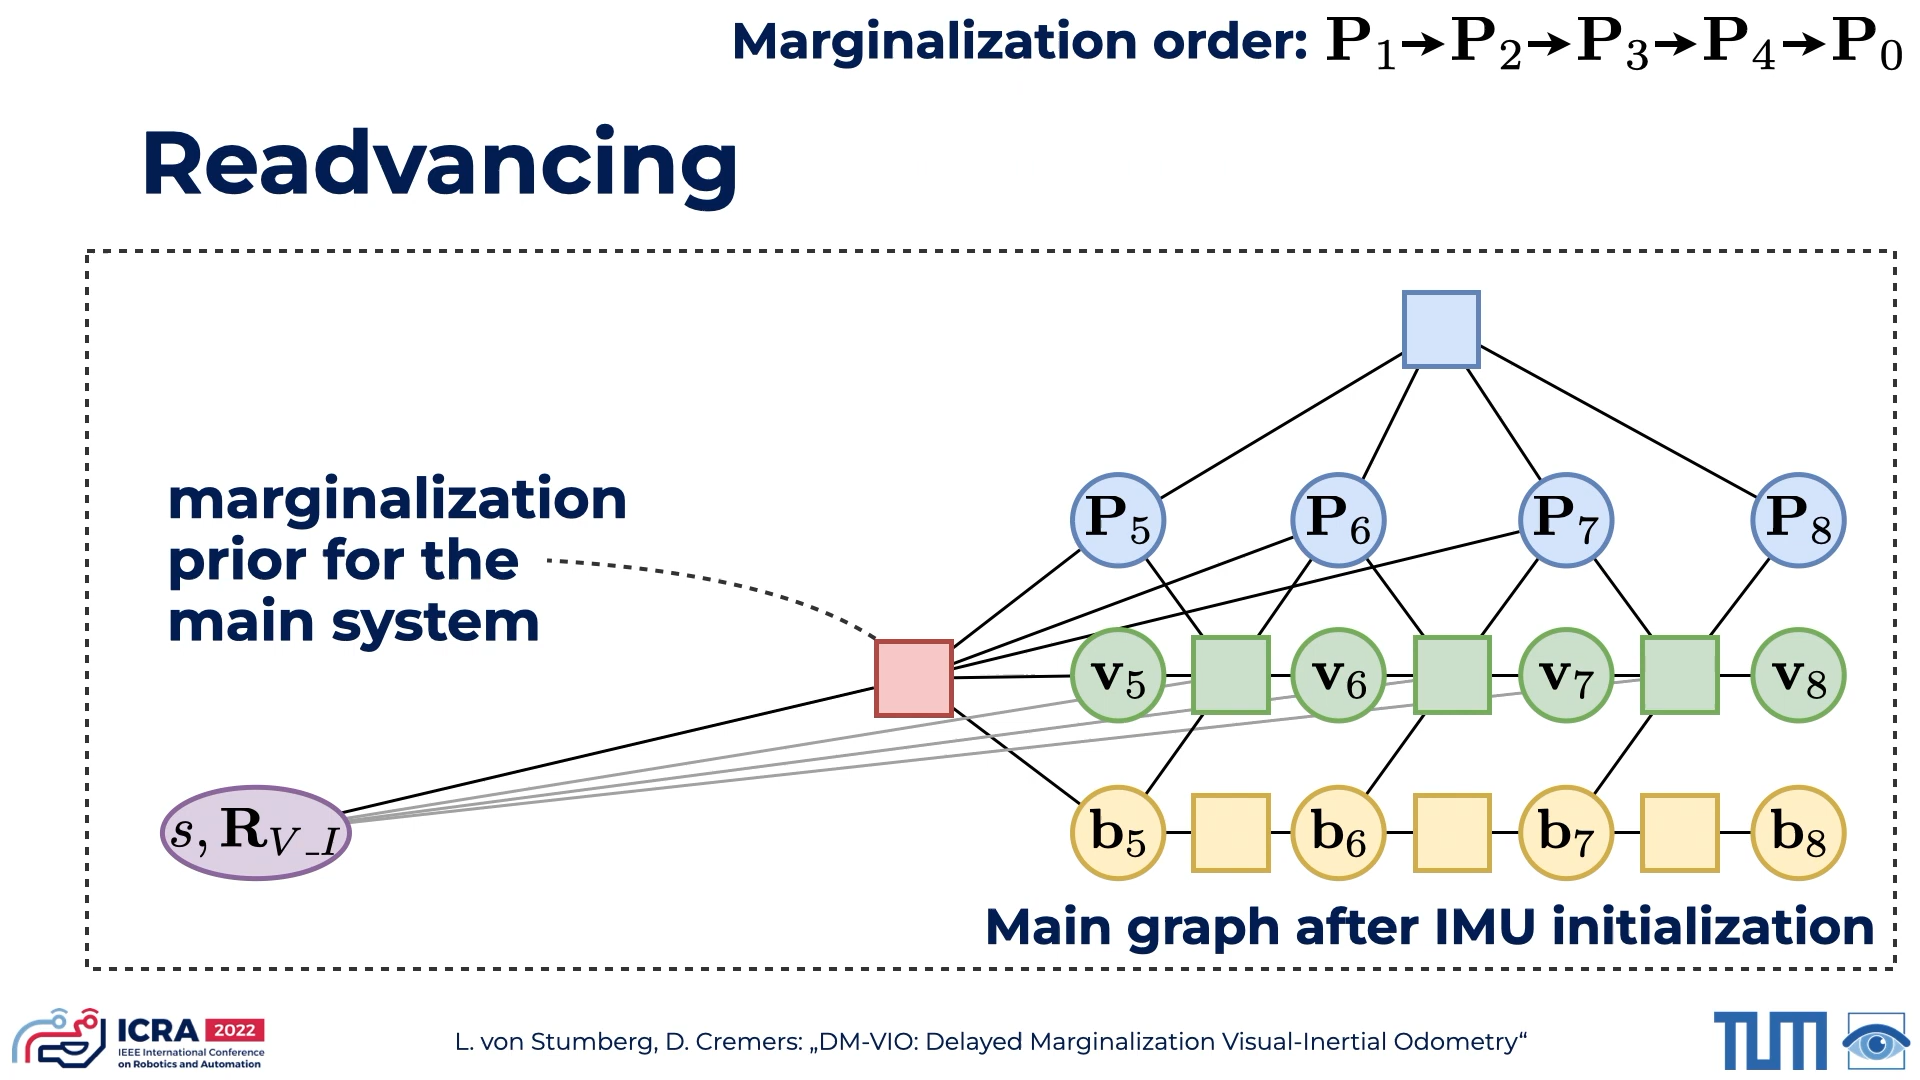 Marginalization order: P1→P2→P3→P4→P0
Readvancing
marginalization
prior for the
main system
P5 P6 P7 P8
v5 v6 v7 v8
s, R_{V_I} b5 b6 b7 b8
Main graph after IMU initialization
ICRA 2022
IEEE International Conference
on Robotics and Automation
L. von Stumberg, D. Cremers: „DM-VIO: Delayed Marginalization Visual-Inertial Odometry“
TUM